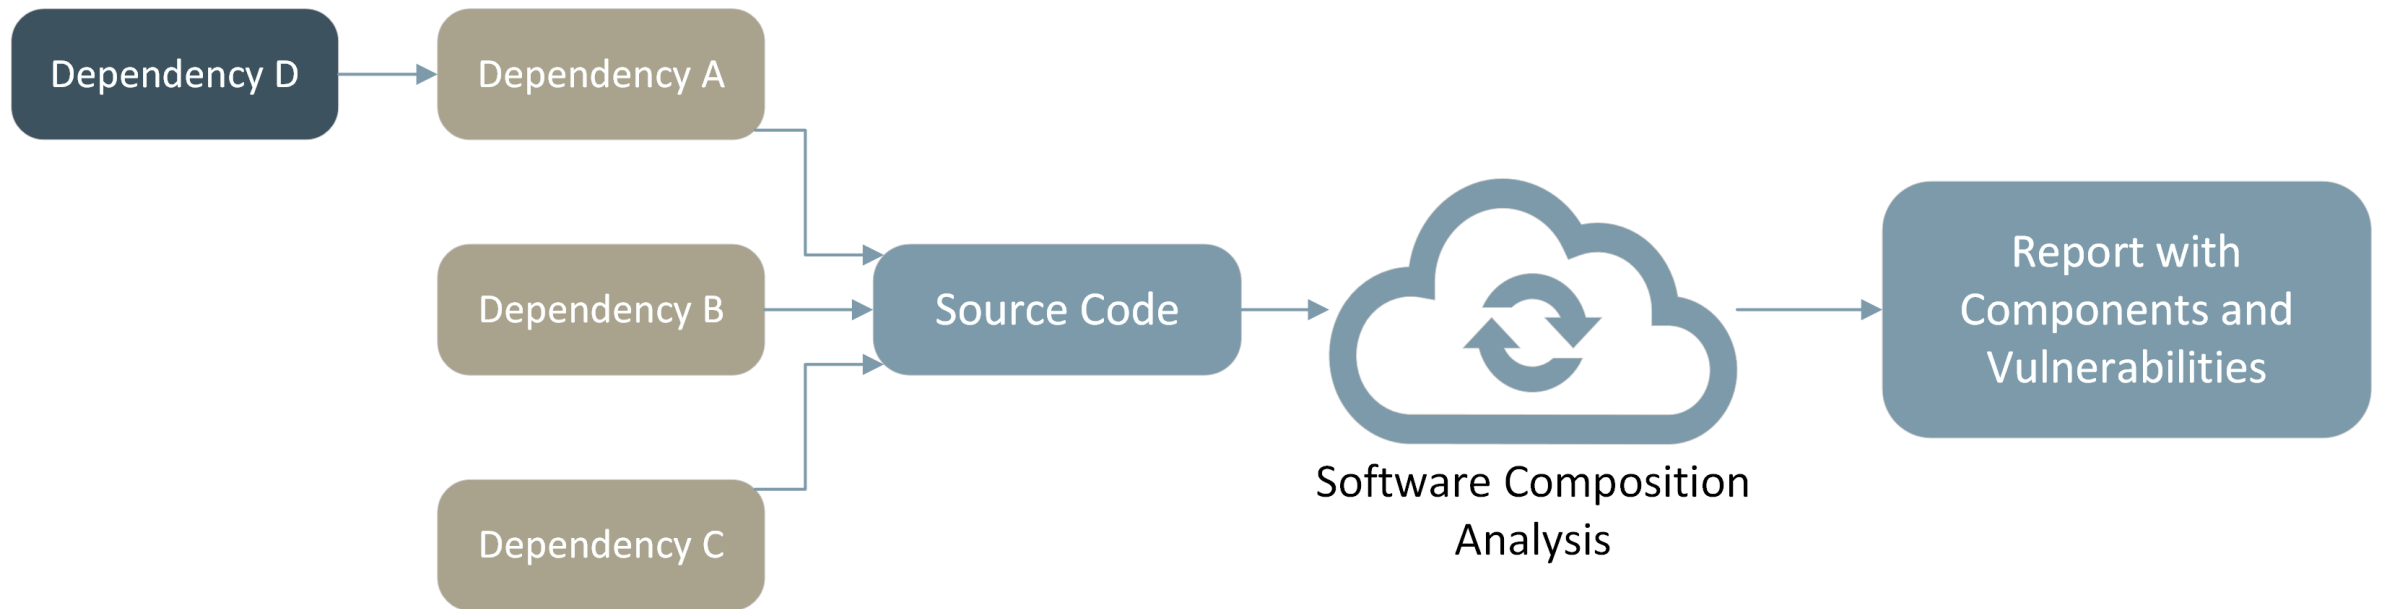 Dependency D
Dependency A
Dependency B
Dependency C
Source Code
Software Composition
Analysis
Report with
Components and
Vulnerabilities